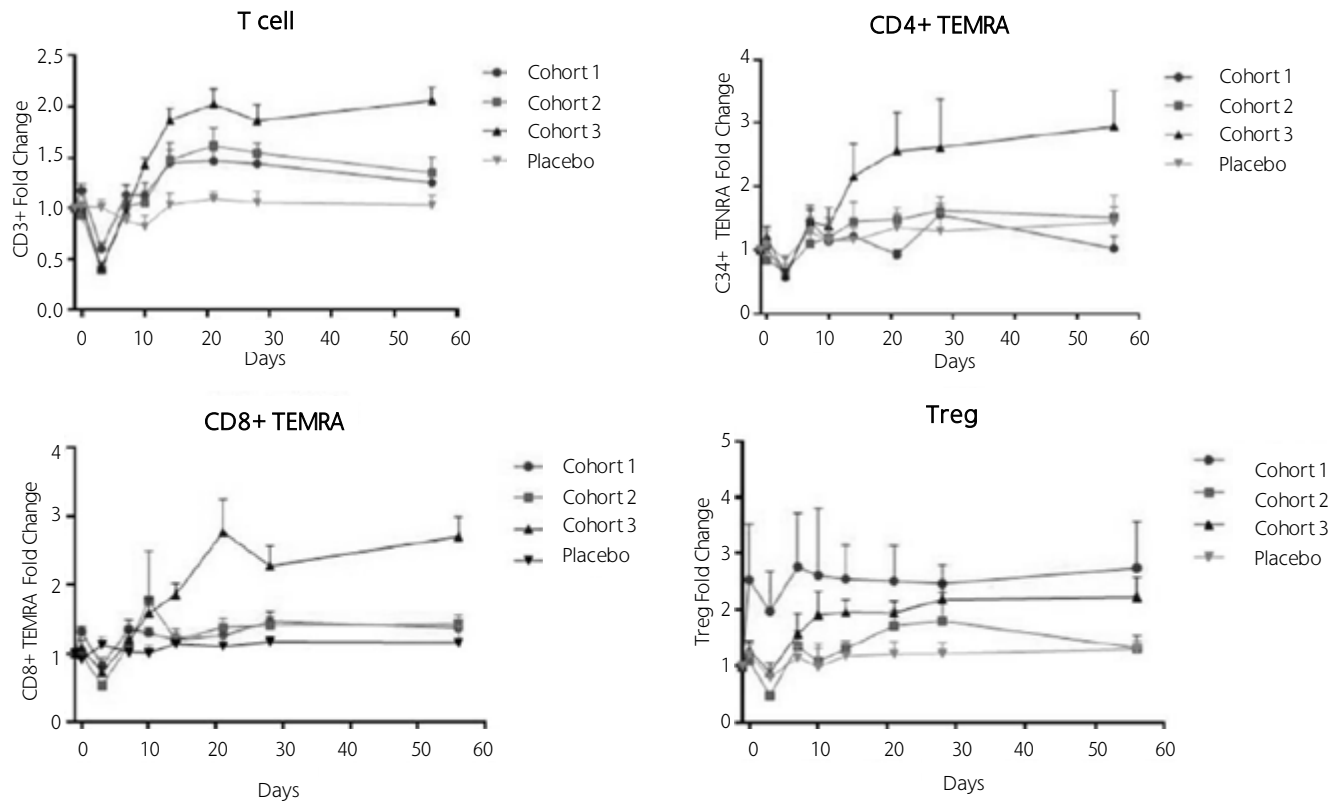 T cell
2.5
2.0
1.5
1.0
0.5
0.0
CD3+ Fold Change
0 10 20 30 40 50 60
Days
Cohort 1
Cohort 2
Cohort 3
Placebo
CD4+ TEMRA
4
3
2
1
0
C34+ TENRA Fold Change
0 10 20 30 40 50 60
Days
Cohort 1
Cohort 2
Cohort 3
Placebo
CD8+ TEMRA
4
3
2
1
0
CD8+ TEMRA Fold Change
0 10 20 30 40 50 60
Days
Cohort 1
Cohort 2
Cohort 3
Placebo
Treg
5
4
3
2
1
0
Treg Fold Change
0 10 20 30 40 50 60
Days
Cohort 1
Cohort 2
Cohort 3
Placebo